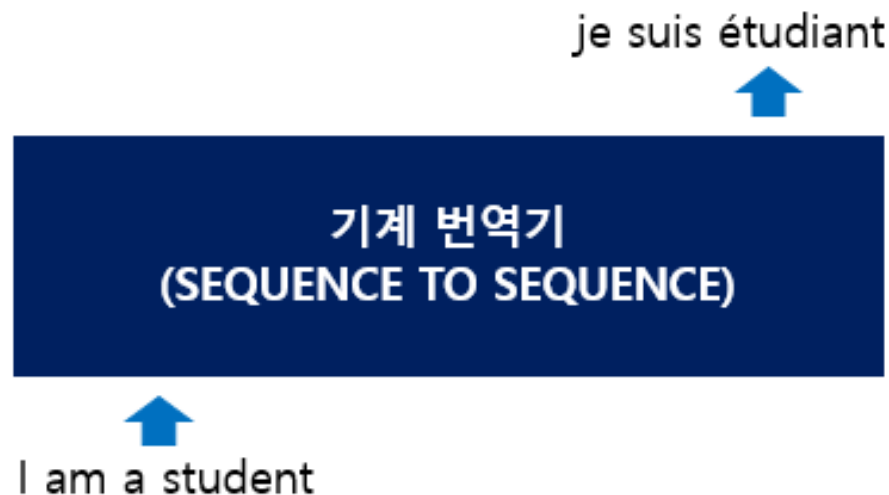 je suis étudiant
기계 번역기
(SEQUENCE TO SEQUENCE)
I am a student